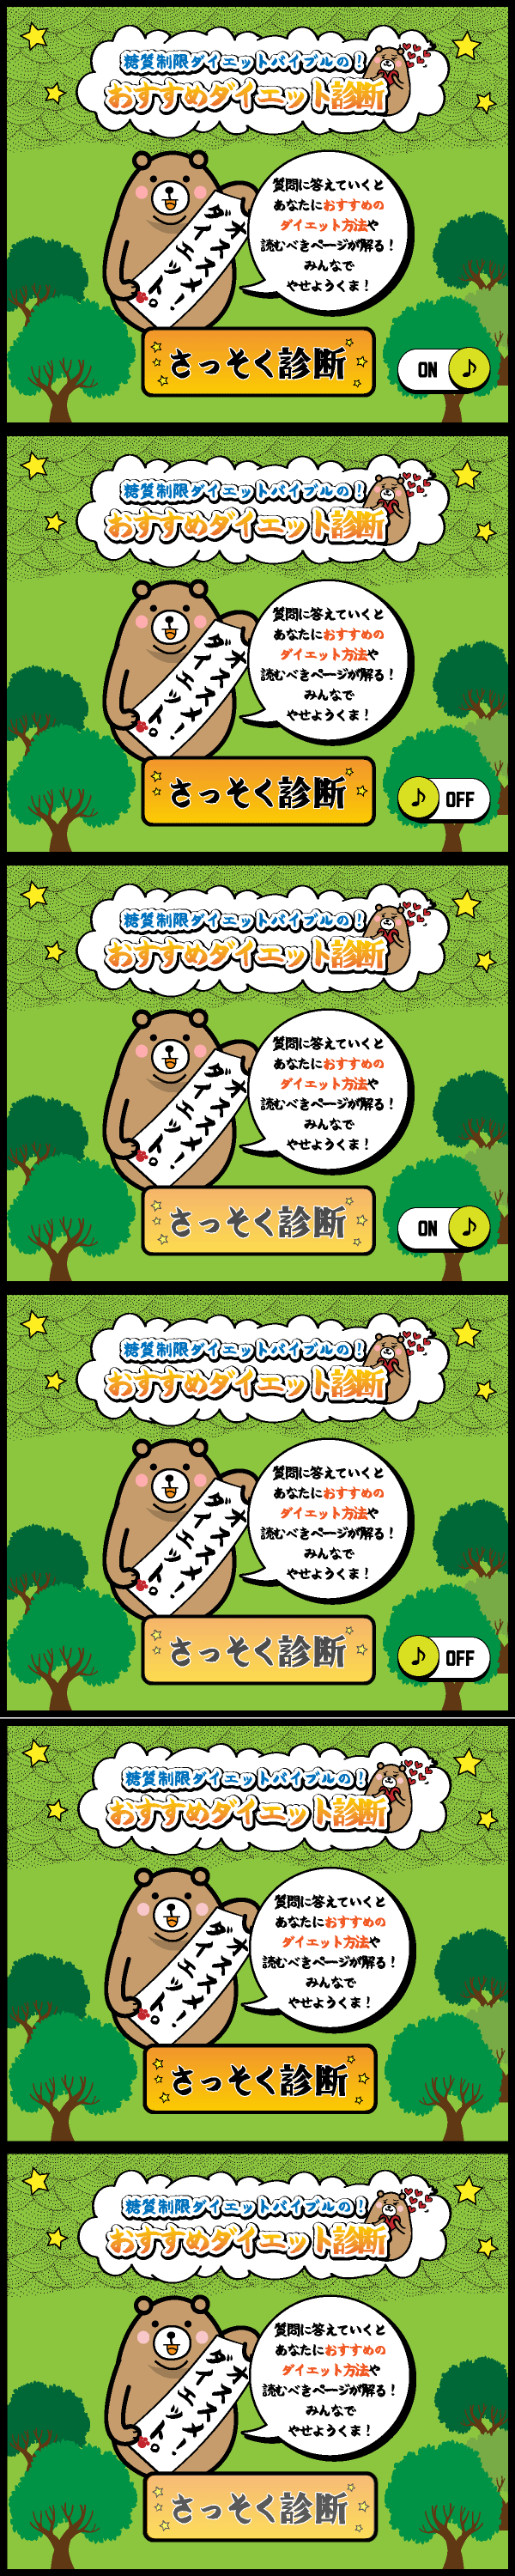 糖質制限ダイエットバイブルの！
おすすめダイエット診断
オススメ！
ダイエット。
質問に答えていくと
あなたにおすすめの
ダイエット方法や
読むべきページが解る！
みんなで
やせようくま！
さっそく診断
ON
糖質制限ダイエットバイブルの！
おすすめダイエット診断
オススメ！
ダイエット。
質問に答えていくと
あなたにおすすめの
ダイエット方法や
読むべきページが解る！
みんなで
やせようくま！
さっそく診断
OFF
糖質制限ダイエットバイブルの！
おすすめダイエット診断
オススメ！
ダイエット。
質問に答えていくと
あなたにおすすめの
ダイエット方法や
読むべきページが解る！
みんなで
やせようくま！
さっそく診断
ON
糖質制限ダイエットバイブルの！
おすすめダイエット診断
オススメ！
ダイエット。
質問に答えていくと
あなたにおすすめの
ダイエット方法や
読むべきページが解る！
みんなで
やせようくま！
さっそく診断
OFF
糖質制限ダイエットバイブルの！
おすすめダイエット診断
オススメ！
ダイエット。
質問に答えていくと
あなたにおすすめの
ダイエット方法や
読むべきページが解る！
みんなで
やせようくま！
さっそく診断
糖質制限ダイエットバイブルの！
おすすめダイエット診断
オススメ！
ダイエット。
質問に答えていくと
あなたにおすすめの
ダイエット方法や
読むべきページが解る！
みんなで
やせようくま！
さっそく診断